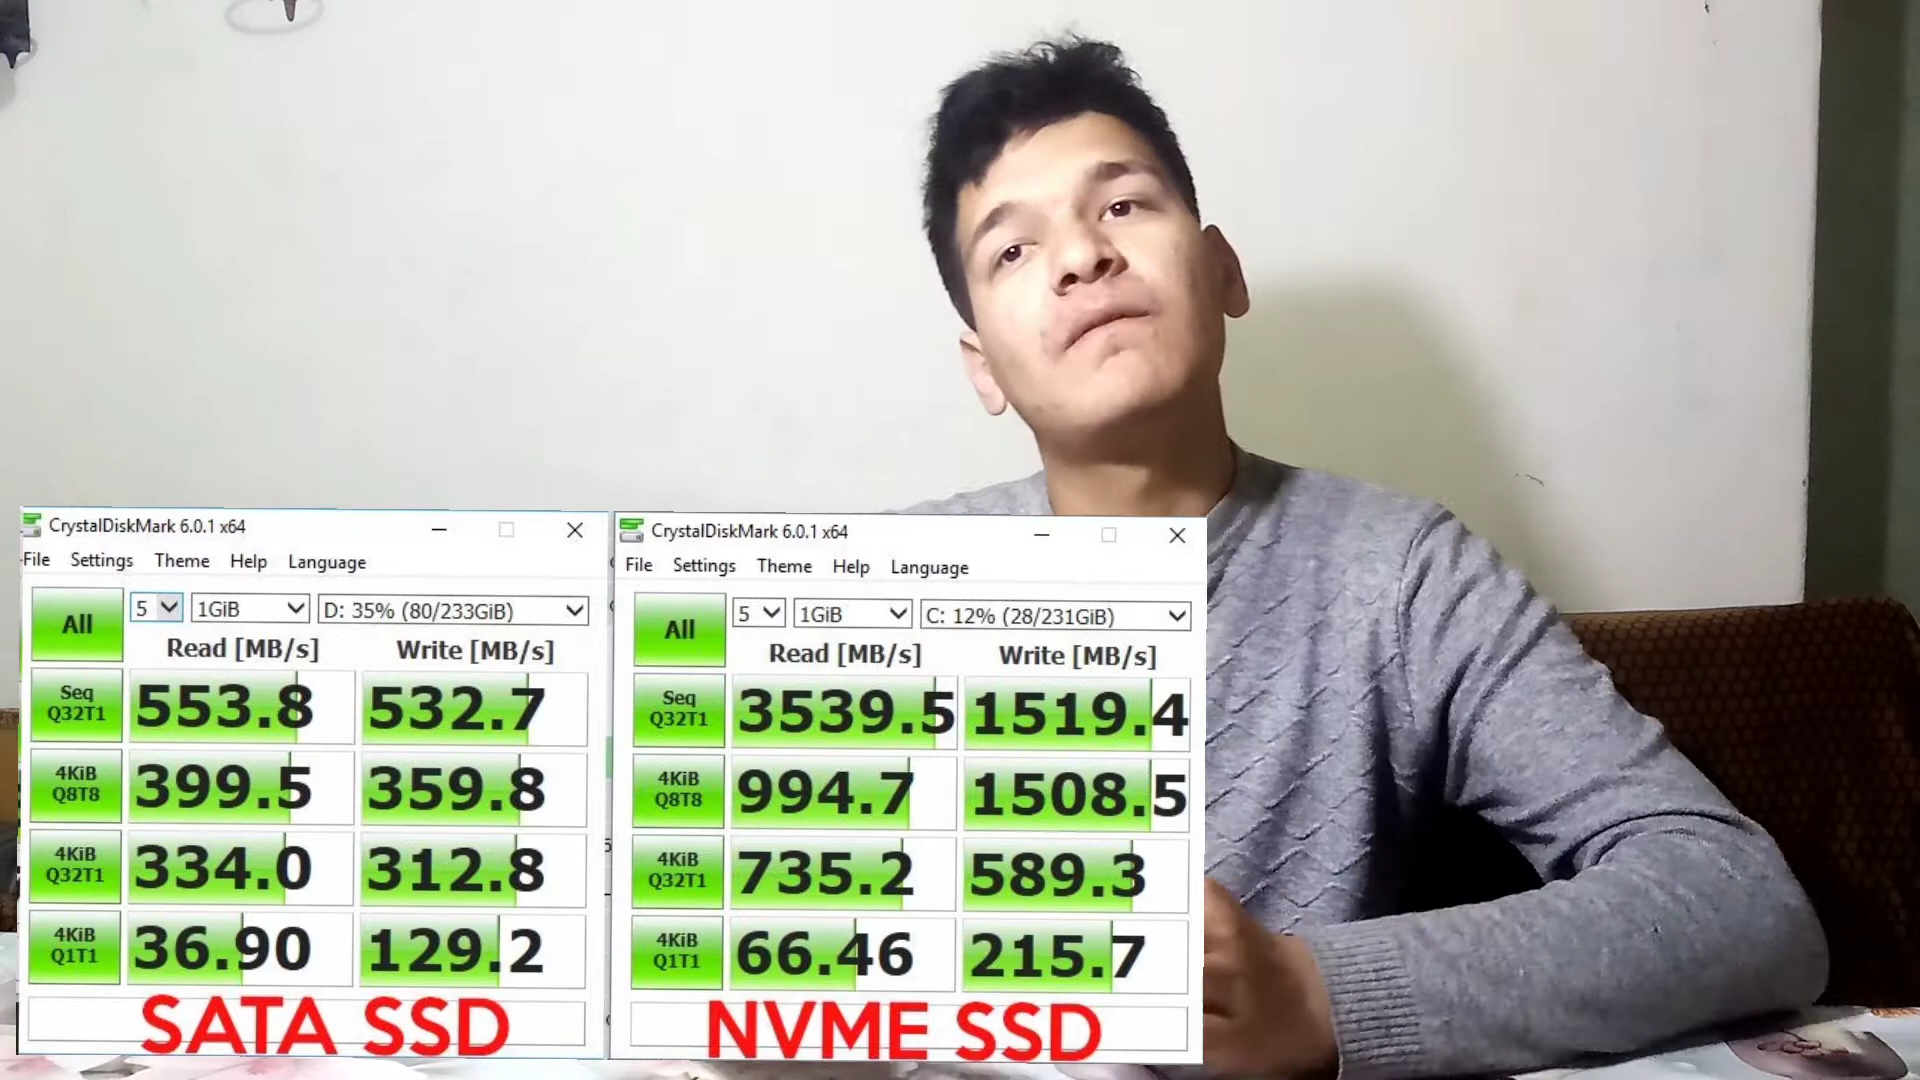 CrystalDiskMark 6.0.1 x64
File Settings Theme Help Language
All 5 1GiB D: 35% (80/233GiB)
Read [MB/s] Write [MB/s]
Seq Q32T1 553.8 532.7
4KiB Q8T8 399.5 359.8
4KiB Q32T1 334.0 312.8
4KiB Q1T1 36.90 129.2
SATA SSD
CrystalDiskMark 6.0.1 x64
File Settings Theme Help Language
All 5 1GiB C: 12% (28/231GiB)
Read [MB/s] Write [MB/s]
Seq Q32T1 3539.5 1519.4
4KiB Q8T8 994.7 1508.5
4KiB Q32T1 735.2 589.3
4KiB Q1T1 66.46 215.7
NVME SSD